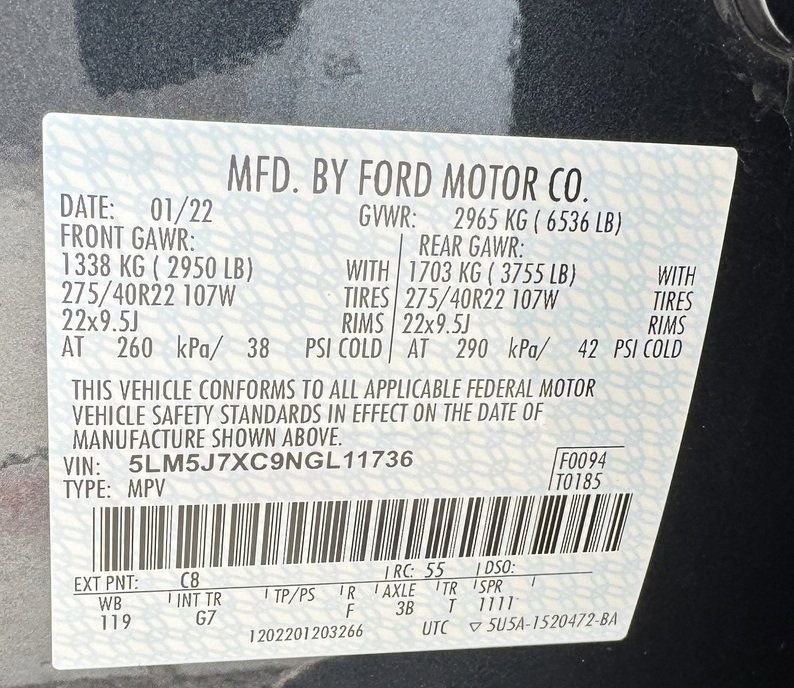 MFD. BY FORD MOTOR CO.
DATE: 01/22 GVWR: 2965 KG ( 6536 LB)
FRONT GAWR: REAR GAWR:
1338 KG ( 2950 LB) WITH 1703 KG ( 3755 LB) WITH
275/40R22 107W TIRES 275/40R22 107W TIRES
22x9.5J RIMS 22x9.5J RIMS
AT 260 kPa/ 38 PSI COLD AT 290 kPa/ 42 PSI COLD
THIS VEHICLE CONFORMS TO ALL APPLICABLE FEDERAL MOTOR
VEHICLE SAFETY STANDARDS IN EFFECT ON THE DATE OF
MANUFACTURE SHOWN ABOVE.
VIN: 5LM5J7XC9NGL11736 F0094
TYPE: MPV T0185
EXT PNT: C8 RC: 55 DSO:
WB INT TR TP/PS R AXLE TR SPR
119 G7 F 3B T 1111
1202201203266 UTC ▽ 5U5A-1520472-BA